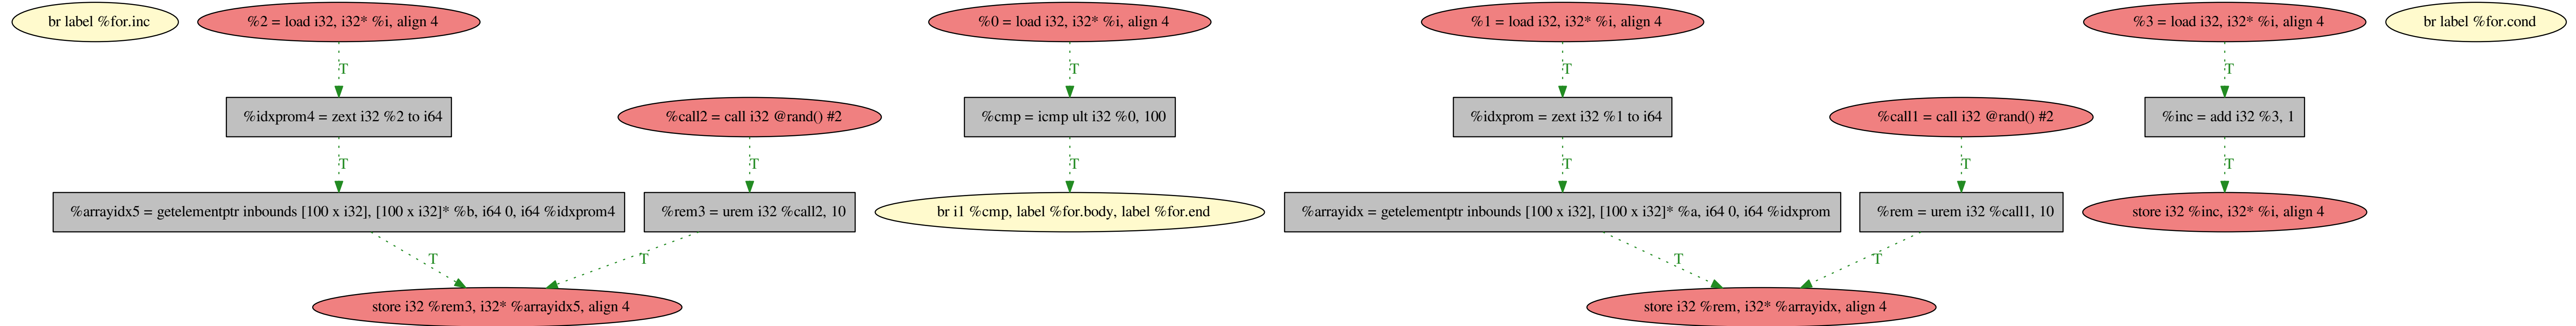 br label %for.inc
%2 = load i32, i32* %i, align 4
%0 = load i32, i32* %i, align 4
%1 = load i32, i32* %i, align 4
%3 = load i32, i32* %i, align 4
br label %for.cond
T
T
T
T
%idxprom4 = zext i32 %2 to i64
%call2 = call i32 @rand() #2
%cmp = icmp ult i32 %0, 100
%idxprom = zext i32 %1 to i64
%call1 = call i32 @rand() #2
%inc = add i32 %3, 1
T
T
T
T
T
T
%arrayidx5 = getelementptr inbounds [100 x i32], [100 x i32]* %b, i64 0, i64 %idxprom4
%rem3 = urem i32 %call2, 10
br i1 %cmp, label %for.body, label %for.end
%arrayidx = getelementptr inbounds [100 x i32], [100 x i32]* %a, i64 0, i64 %idxprom
%rem = urem i32 %call1, 10
store i32 %inc, i32* %i, align 4
T
T
T
T
store i32 %rem3, i32* %arrayidx5, align 4
store i32 %rem, i32* %arrayidx, align 4